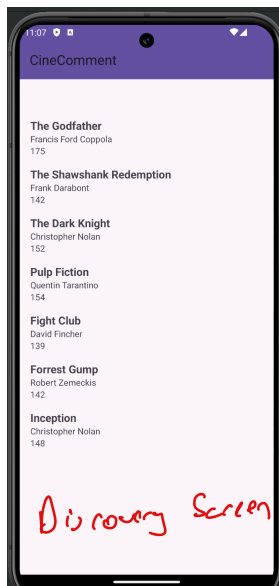 11:07
CineComment
The Godfather
Francis Ford Coppola
175
The Shawshank Redemption
Frank Darabont
142
The Dark Knight
Christopher Nolan
152
Pulp Fiction
Quentin Tarantino
154
Fight Club
David Fincher
139
Forrest Gump
Robert Zemeckis
142
Inception
Christopher Nolan
148
Discovery Screen